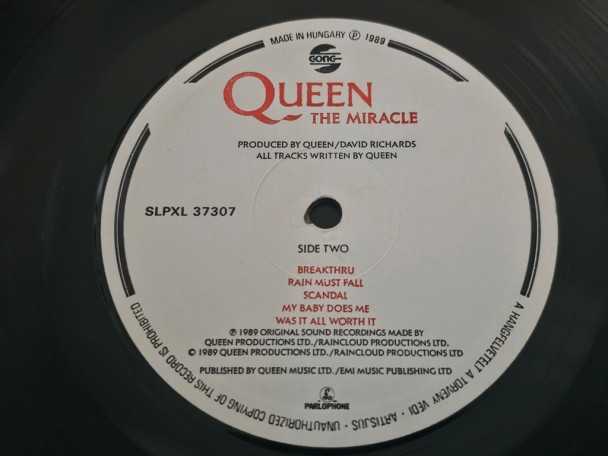 MADE IN HUNGARY Ⓟ 1989
GONG
QUEEN
THE MIRACLE
PRODUCED BY QUEEN/DAVID RICHARDS
ALL TRACKS WRITTEN BY QUEEN
SLPXL 37307
SIDE TWO
BREAKTHRU
RAIN MUST FALL
SCANDAL
MY BABY DOES ME
WAS IT ALL WORTH IT
Ⓟ 1989 ORIGINAL SOUND RECORDINGS MADE BY
QUEEN PRODUCTIONS LTD./RAINCLOUD PRODUCTIONS LTD.
© 1989 QUEEN PRODUCTIONS LTD./RAINCLOUD PRODUCTIONS LTD
PUBLISHED BY QUEEN MUSIC LTD./EMI MUSIC PUBLISHING LTD
PARLOPHONE
A HANGFELVETELT A TORVENY VEDI · ARTISJUS · UNAUTHORIZED COPYING OF THIS RECORD IS PROHIBITED